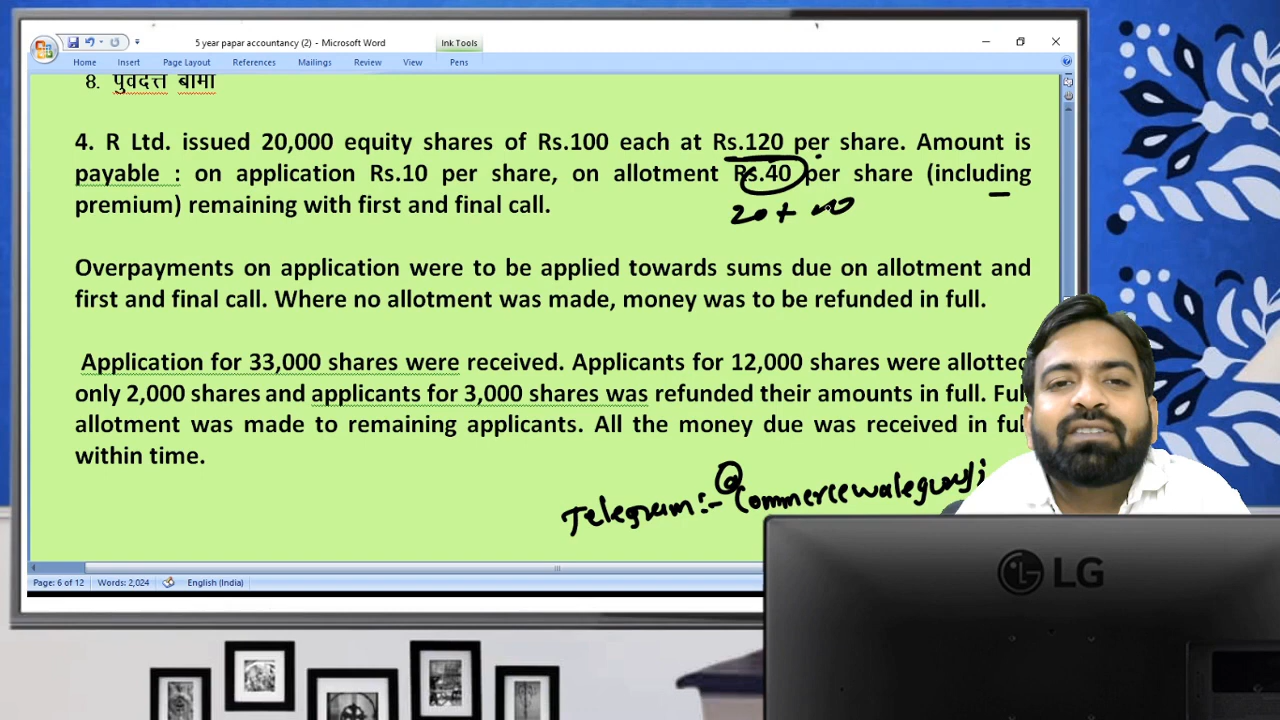 5 year papar accountancy (2) - Microsoft Word
Ink Tools
Home Insert Page Layout References Mailings Review View Pens
8. पुर्वदत्त बीमा
4. R Ltd. issued 20,000 equity shares of Rs.100 each at Rs.120 per share. Amount is
payable : on application Rs.10 per share, on allotment Rs.40 per share (including
premium) remaining with first and final call.
20 + 20
Overpayments on application were to be applied towards sums due on allotment and
first and final call. Where no allotment was made, money was to be refunded in full.
Application for 33,000 shares were received. Applicants for 12,000 shares were allotted
only 2,000 shares and applicants for 3,000 shares was refunded their amounts in full. Full
allotment was made to remaining applicants. All the money due was received in full
within time.
Telegram:- @Commercewaleguruji
Page: 6 of 12 Words: 2,024 English (India)
LG